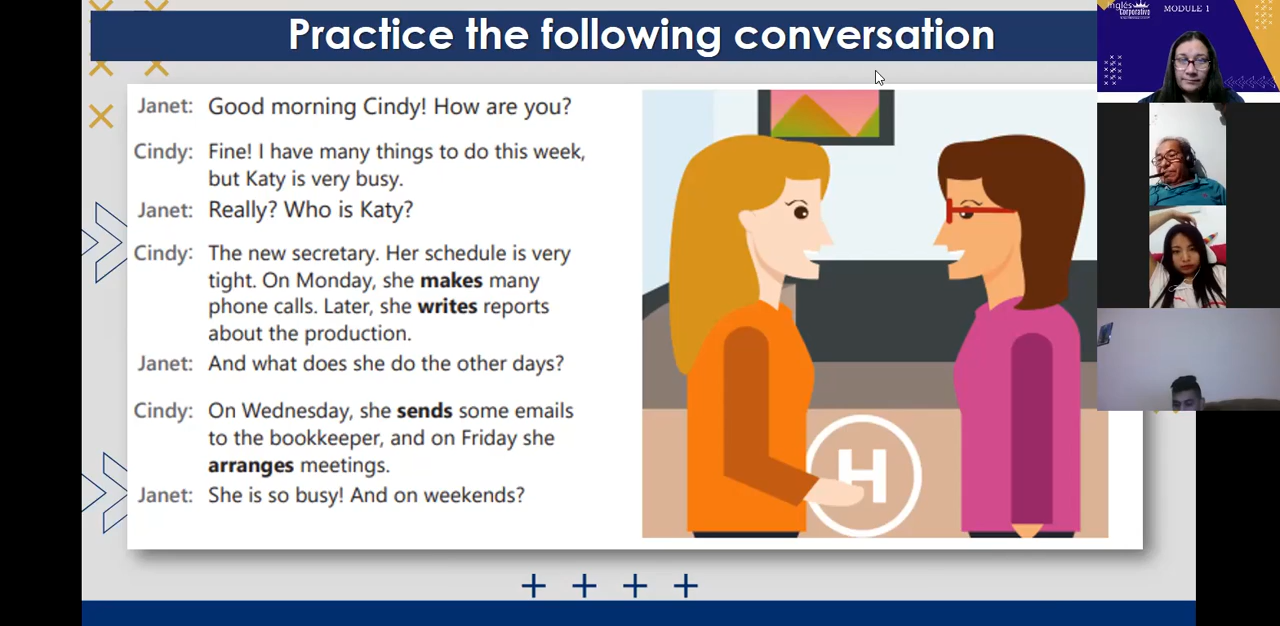 Practice the following conversation
Inglés
Corporativo
MODULE 1
Janet: Good morning Cindy! How are you?
Cindy: Fine! I have many things to do this week,
but Katy is very busy.
Janet: Really? Who is Katy?
Cindy: The new secretary. Her schedule is very
tight. On Monday, she makes many
phone calls. Later, she writes reports
about the production.
Janet: And what does she do the other days?
Cindy: On Wednesday, she sends some emails
to the bookkeeper, and on Friday she
arranges meetings.
Janet: She is so busy! And on weekends?
H